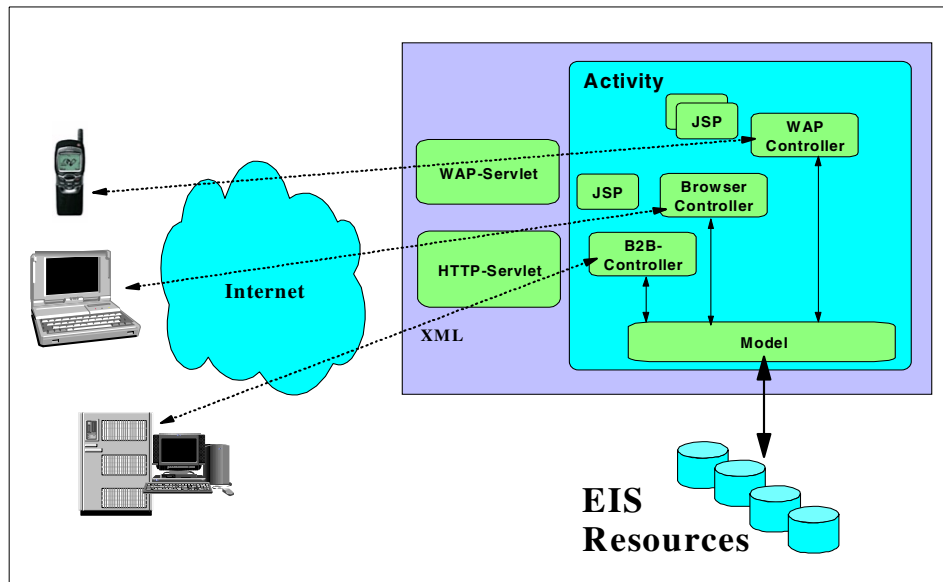 Activity
JSP
WAP
Controller
WAP-Servlet
JSP
Browser
Controller
HTTP-Servlet
B2B-
Controller
Internet
XML
Model
EIS
Resources